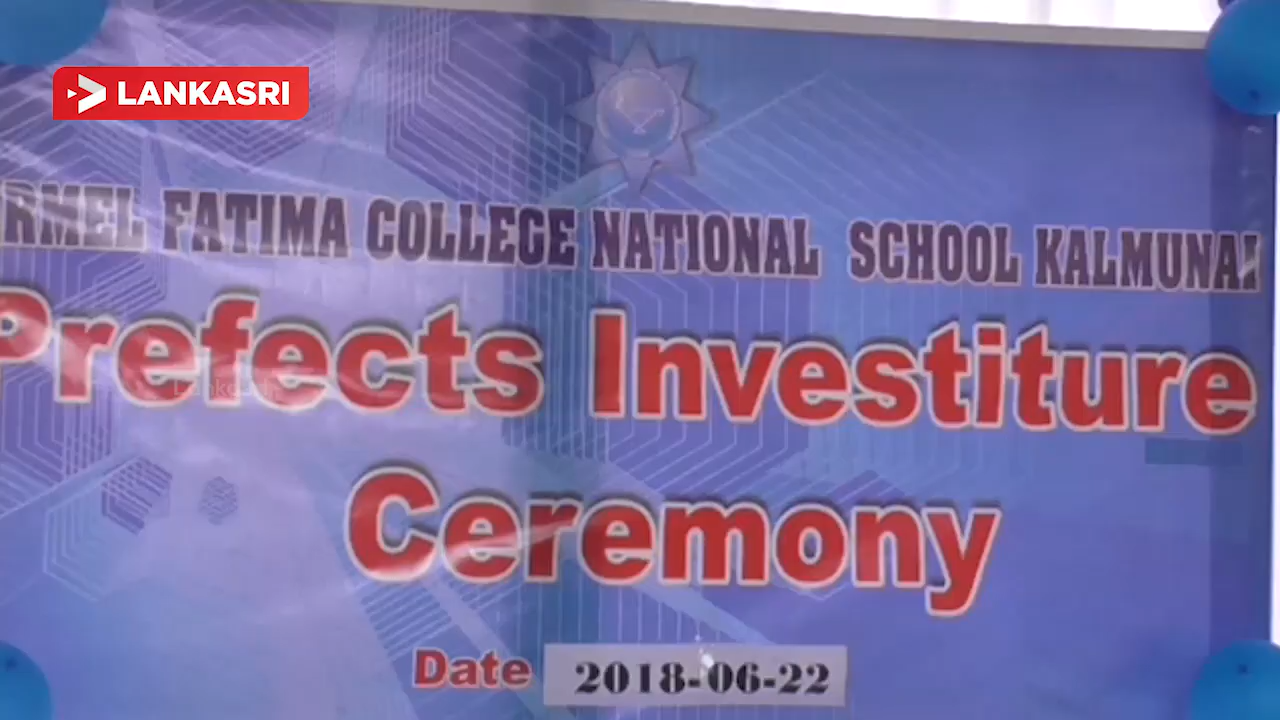 LANKASRI
RMEL FATIMA COLLEGE NATIONAL SCHOOL KALMUNAI
Prefects Investiture
Ceremony
Date 2018-06-22